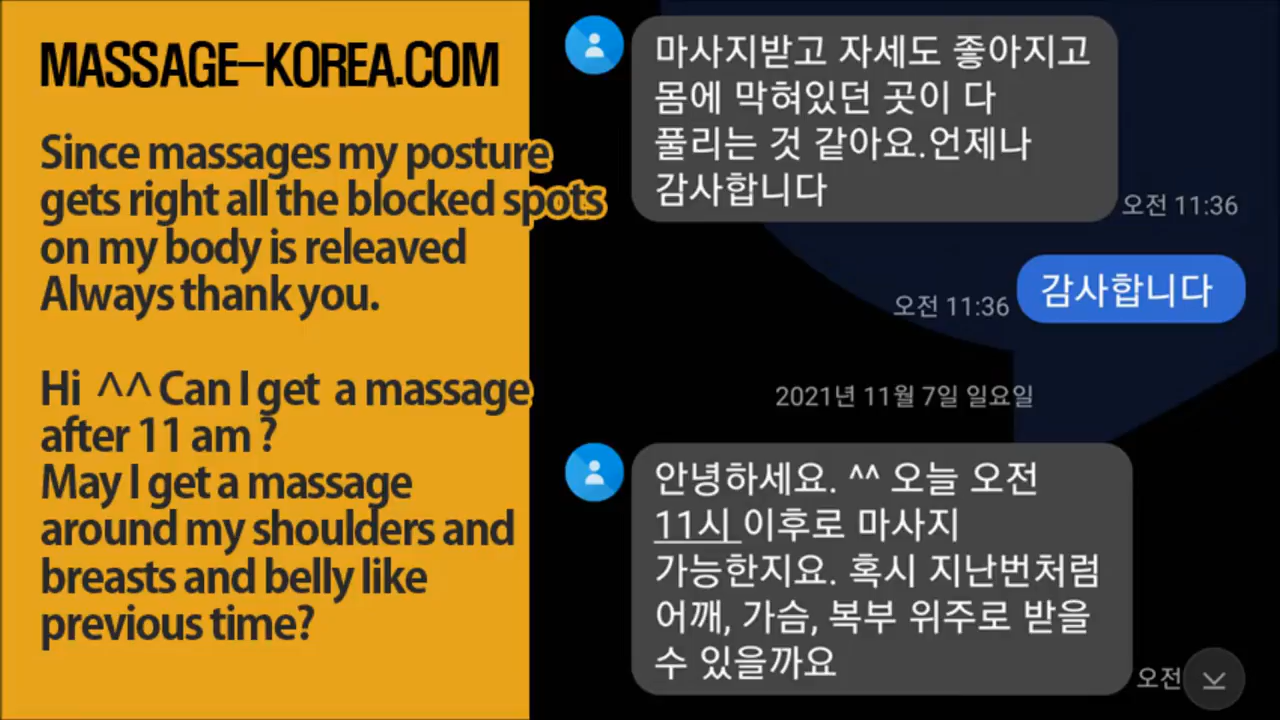 MASSAGE-KOREA.COM
Since massages my posture
gets right all the blocked spots
on my body is releaved
Always thank you.
Hi ^^ Can I get a massage
after 11 am ?
May I get a massage
around my shoulders and
breasts and belly like
previous time?
마사지받고 자세도 좋아지고
몸에 막혀있던 곳이 다
풀리는 것 같아요.언제나
감사합니다
오전 11:36
감사합니다
오전 11:36
2021년 11월 7일 일요일
안녕하세요. ^^ 오늘 오전
11시 이후로 마사지
가능한지요. 혹시 지난번처럼
어깨, 가슴, 복부 위주로 받을
수 있을까요
오전